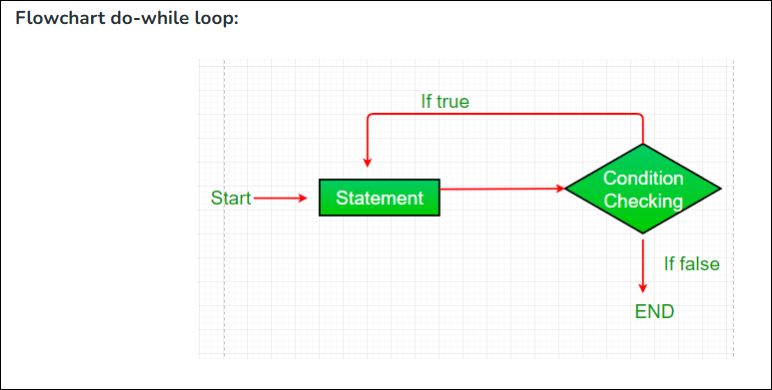 Flowchart do-while loop:
If true
Start
Statement
Condition
Checking
If false
END